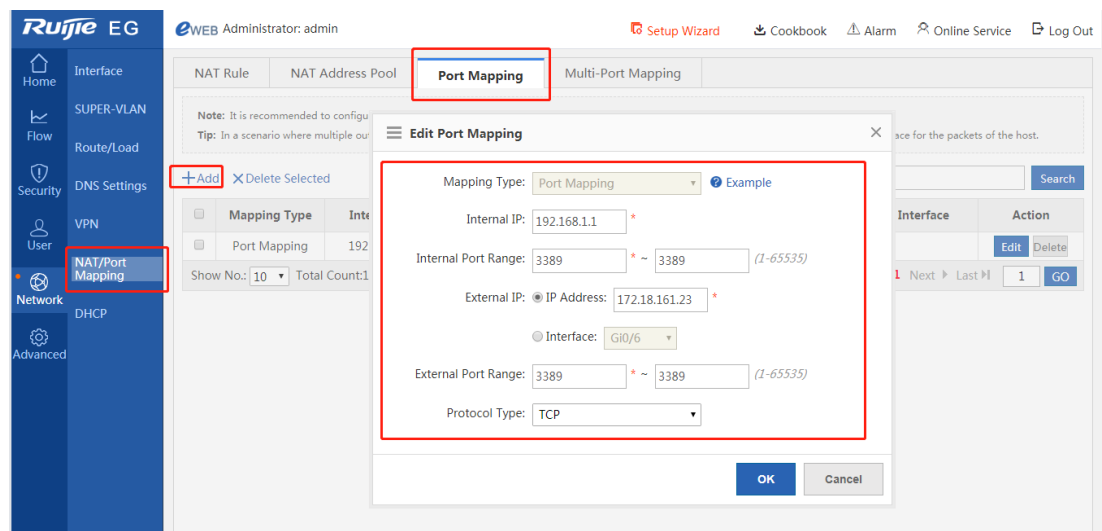 Ruijie EG
eWEB Administrator: admin
Setup Wizard
Cookbook
Alarm
Online Service
Log Out
Home
Flow
Security
User
Network
Advanced
Interface
SUPER-VLAN
Route/Load
DNS Settings
VPN
NAT/Port
Mapping
DHCP
NAT Rule
NAT Address Pool
Port Mapping
Multi-Port Mapping
Note: It is recommended to configu
Tip: In a scenario where multiple ou
ace for the packets of the host.
+Add
Delete Selected
Search
Mapping Type
Inte
Interface
Action
Port Mapping
192
Edit
Delete
Show No.: 10 Total Count:1
1 Next Last
1
GO
Edit Port Mapping
Mapping Type: Port Mapping
Example
Internal IP: 192.168.1.1 *
Internal Port Range: 3389 * ~ 3389 (1-65535)
External IP: IP Address: 172.18.161.23 *
Interface: Gi0/6
External Port Range: 3389 * ~ 3389 (1-65535)
Protocol Type: TCP
OK
Cancel